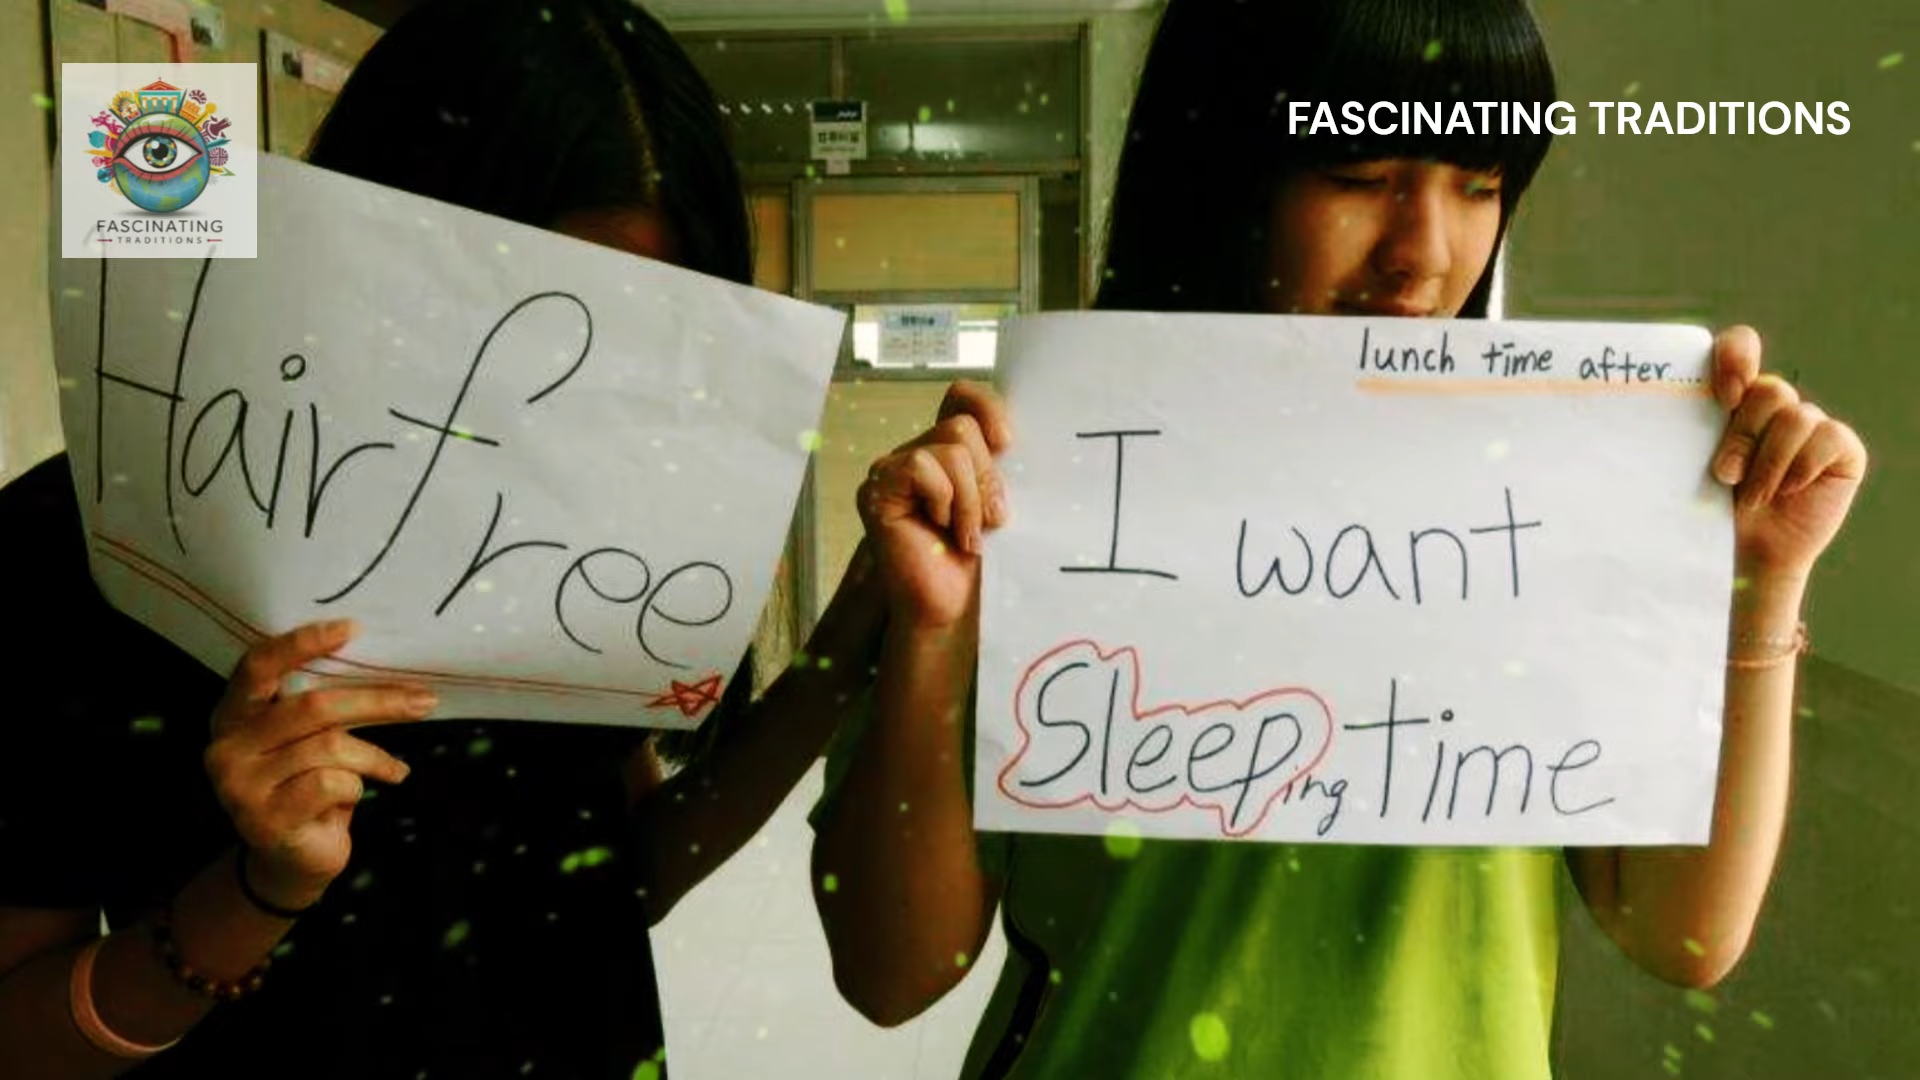 FASCINATING TRADITIONS
FASCINATING
TRADITIONS
Hair free
lunch time after....
I want
Sleeping time